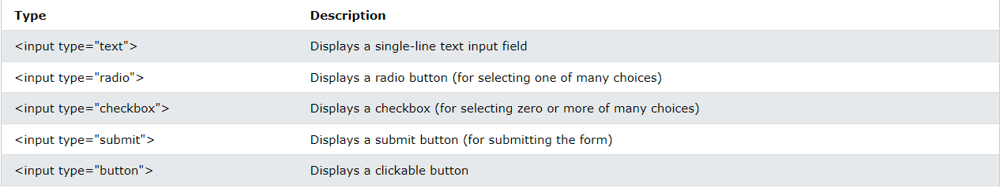 Type Description
<input type="text"> Displays a single-line text input field
<input type="radio"> Displays a radio button (for selecting one of many choices)
<input type="checkbox"> Displays a checkbox (for selecting zero or more of many choices)
<input type="submit"> Displays a submit button (for submitting the form)
<input type="button"> Displays a clickable button